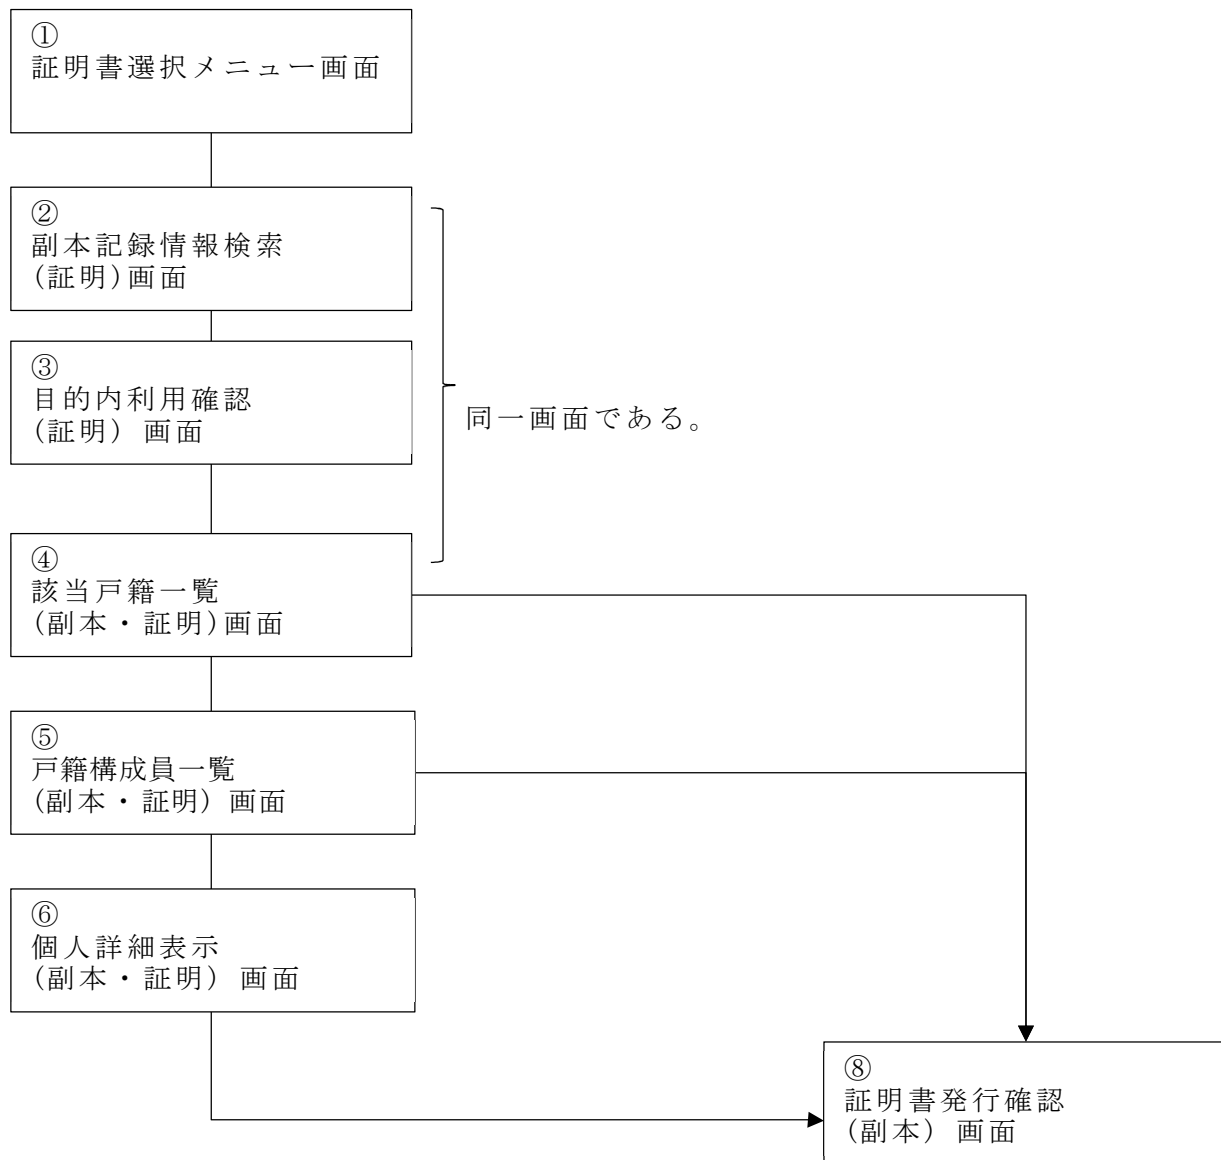 ①
証明書選択メニュー画面
②
副本記録情報検索
(証明)画面
③
目的内利用確認
(証明) 画面
同一画面である。
④
該当戸籍一覧
(副本・証明)画面
⑤
戸籍構成員一覧
(副本・証明) 画面
⑥
個人詳細表示
(副本・証明) 画面
⑧
証明書発行確認
(副本) 画面